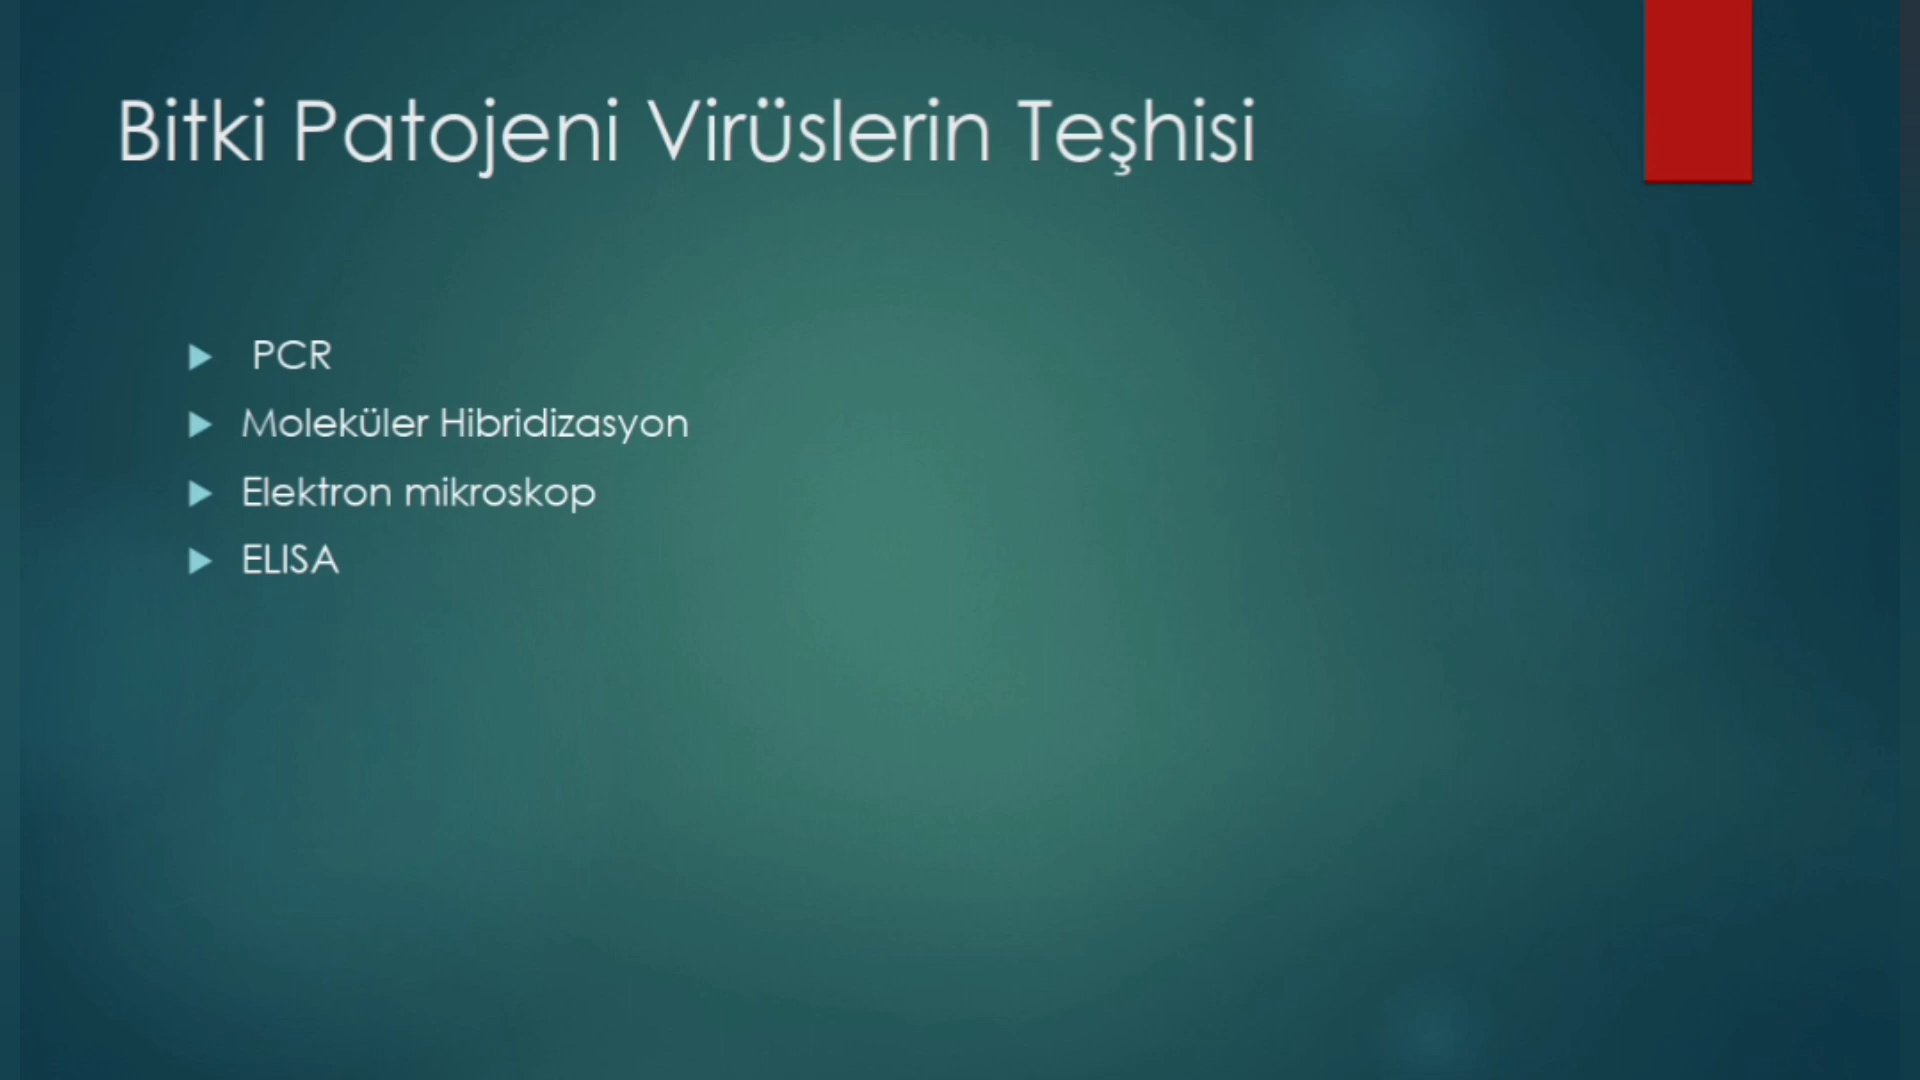 Bitki Patojeni Virüslerin Teşhisi
PCR
Moleküler Hibridizasyon
Elektron mikroskop
ELISA